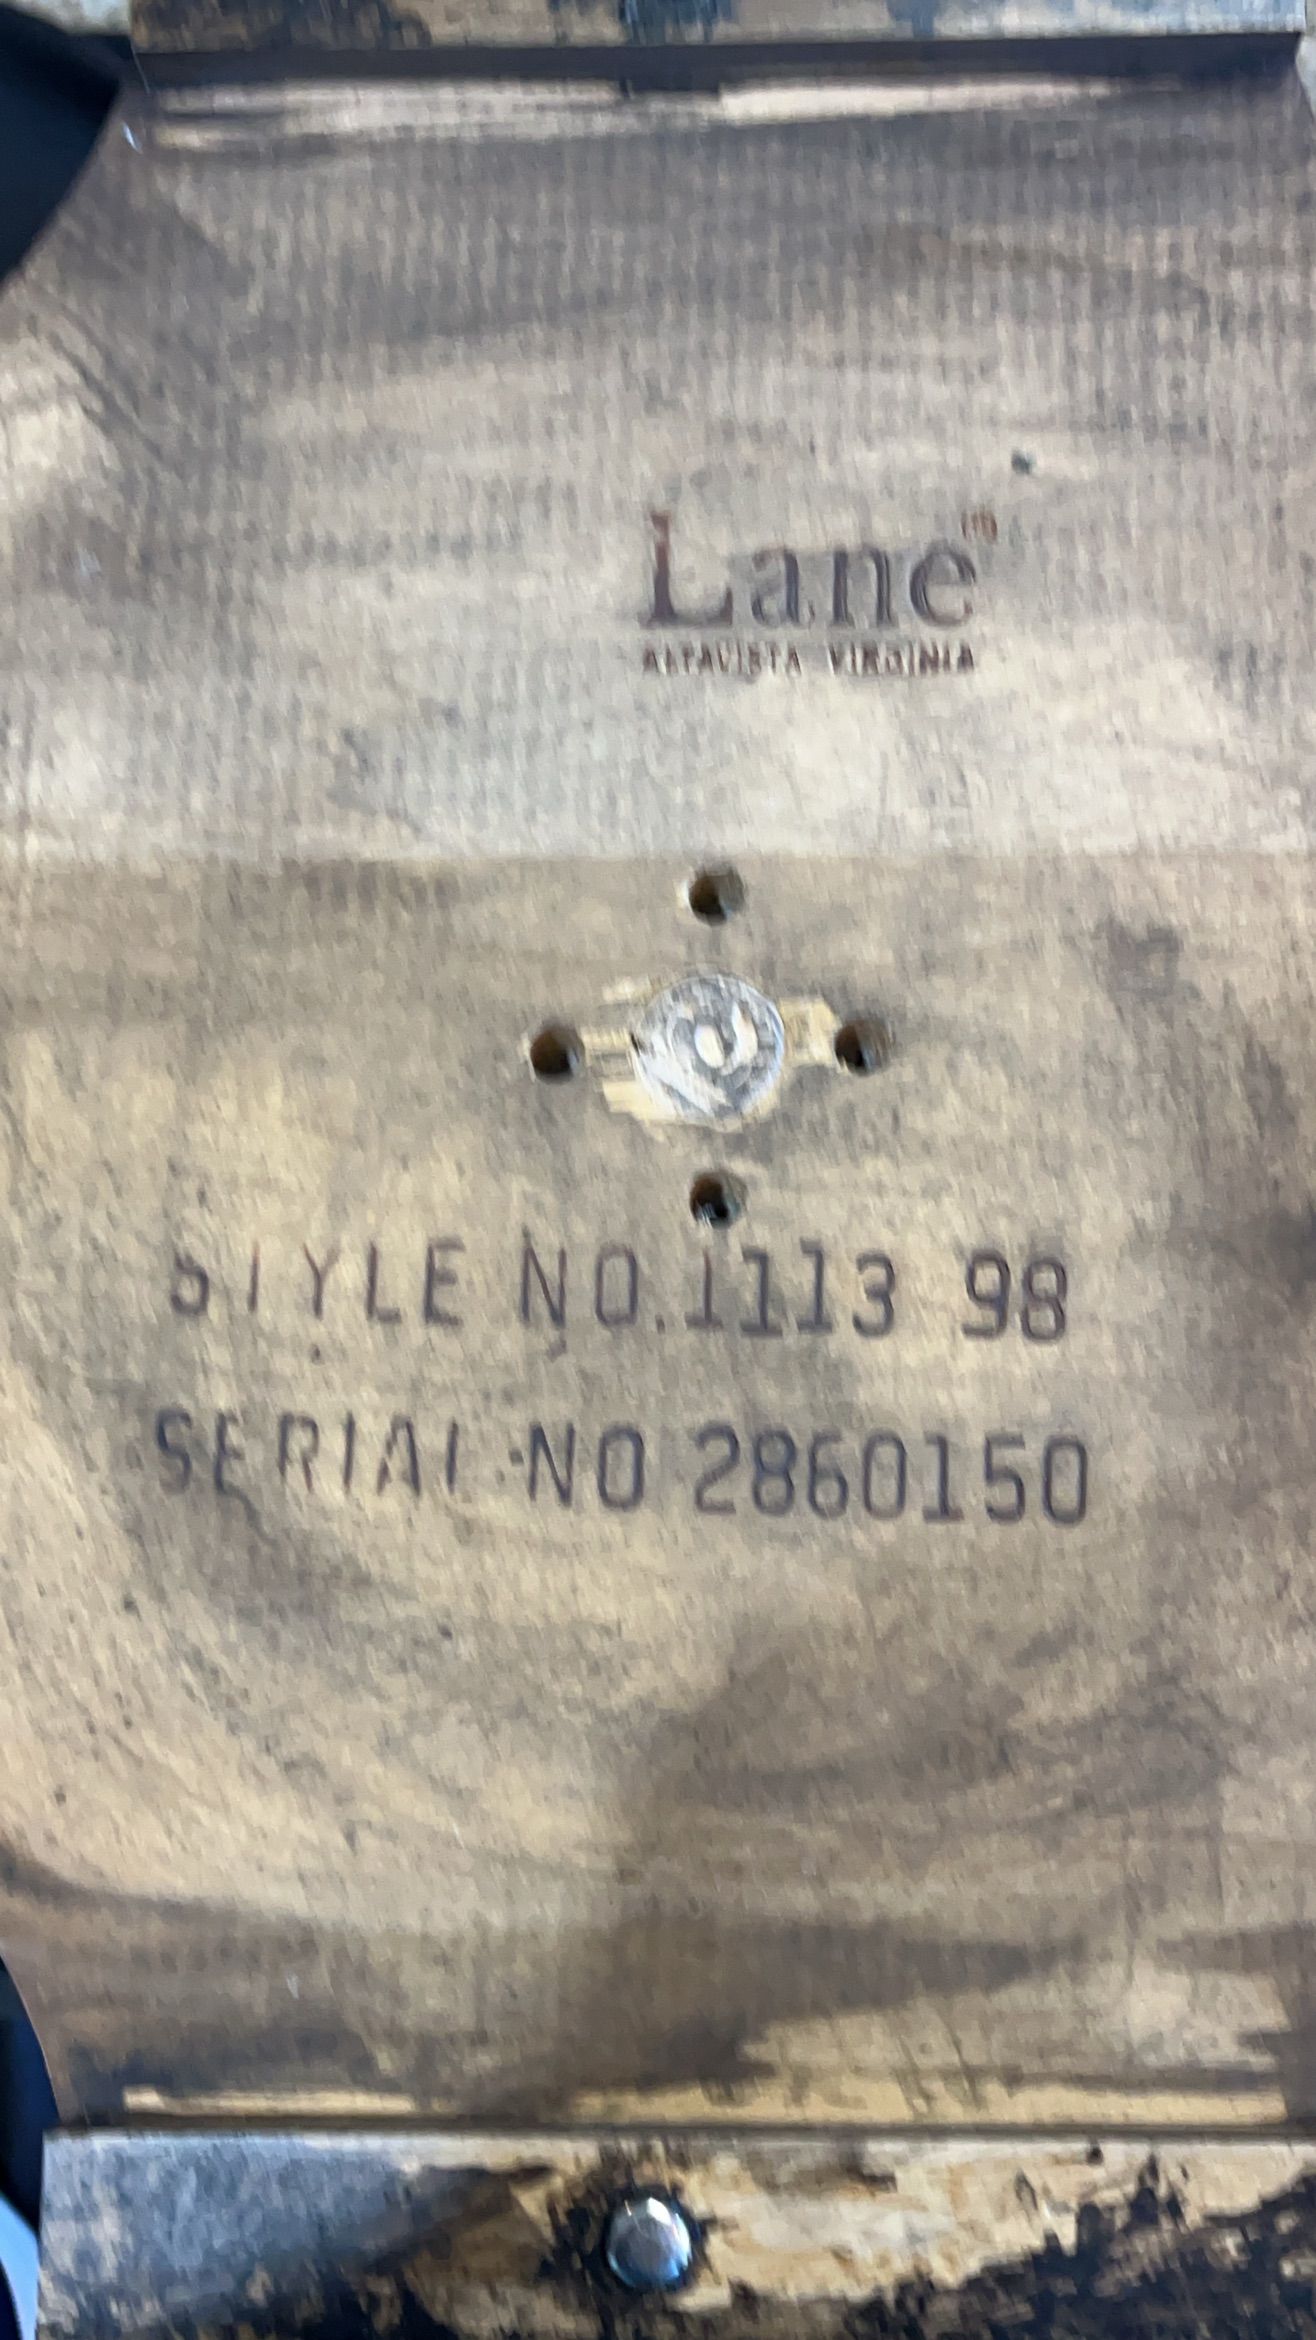 Lane®
ALTAVISTA VIRGINIA
STYLE NO.1113 98
SERIAL NO 2860150